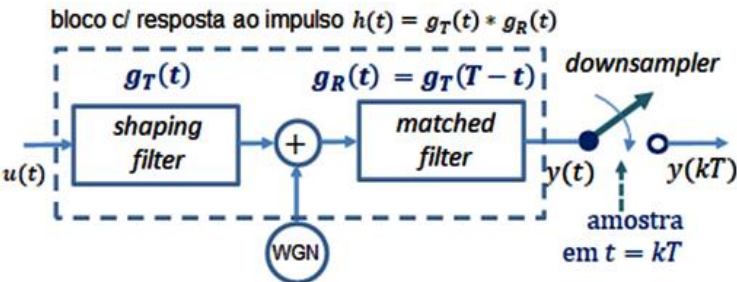 bloco c/ resposta ao impulso h(t) = g_T(t) * g_R(t)
g_T(t)
g_R(t) = g_T(T − t)
downsampler
shaping
filter
+
matched
filter
u(t)
y(t)
y(kT)
WGN
amostra
em t = kT